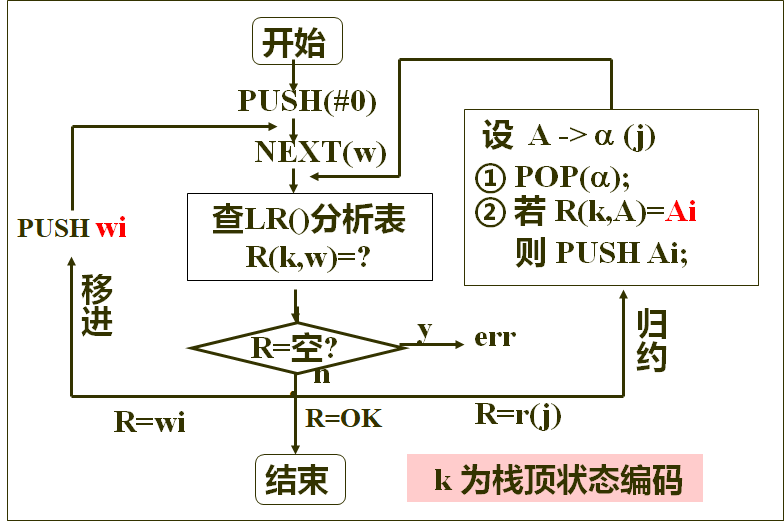 开始
PUSH(#0)
NEXT(w)
查LR()分析表
R(k,w)=?
R=空?
y
err
n
R=wi
R=OK
R=r(j)
结束
PUSH wi
移进
设 A -> α (j)
① POP(α);
② 若 R(k,A)=Ai
则 PUSH Ai;
归约
k 为栈顶状态编码